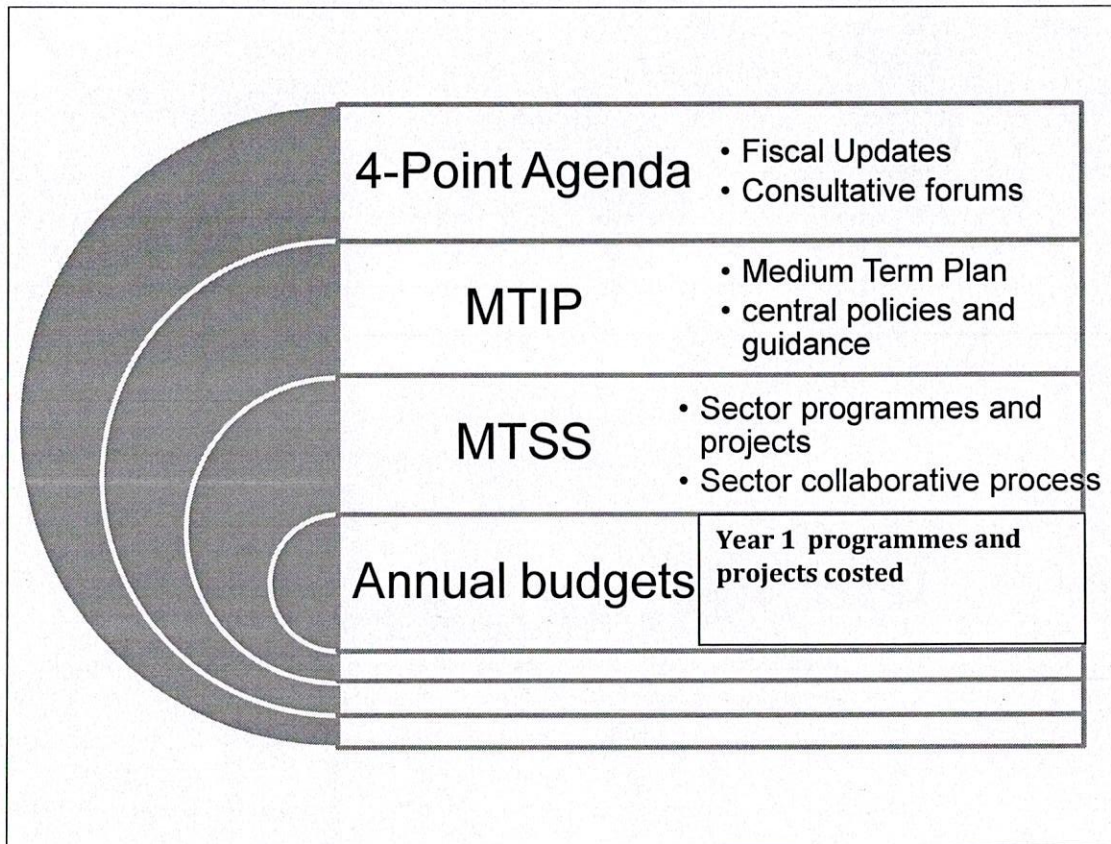 4-Point Agenda
• Fiscal Updates
• Consultative forums
MTIP
• Medium Term Plan
• central policies and
guidance
MTSS
• Sector programmes and
projects
• Sector collaborative process
Annual budgets
Year 1 programmes and
projects costed